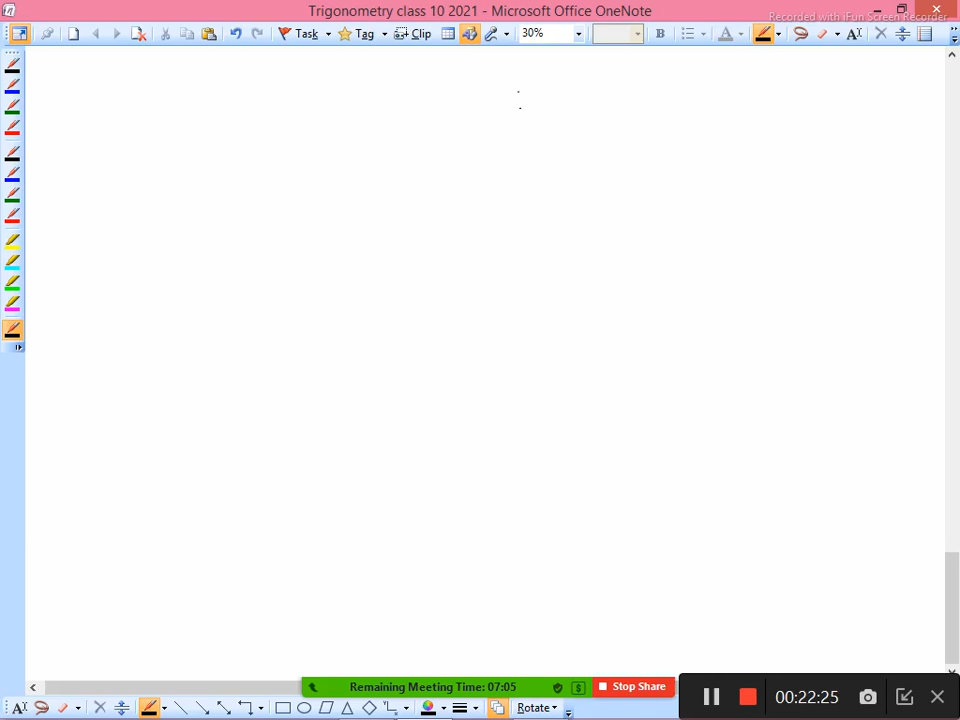 Trigonometry class 10 2021 - Microsoft Office OneNote
Recorded with iFun Screen Recorder
Task Tag Clip 30% B A A
Remaining Meeting Time: 07:05 $ Stop Share
00:22:25
A Rotate